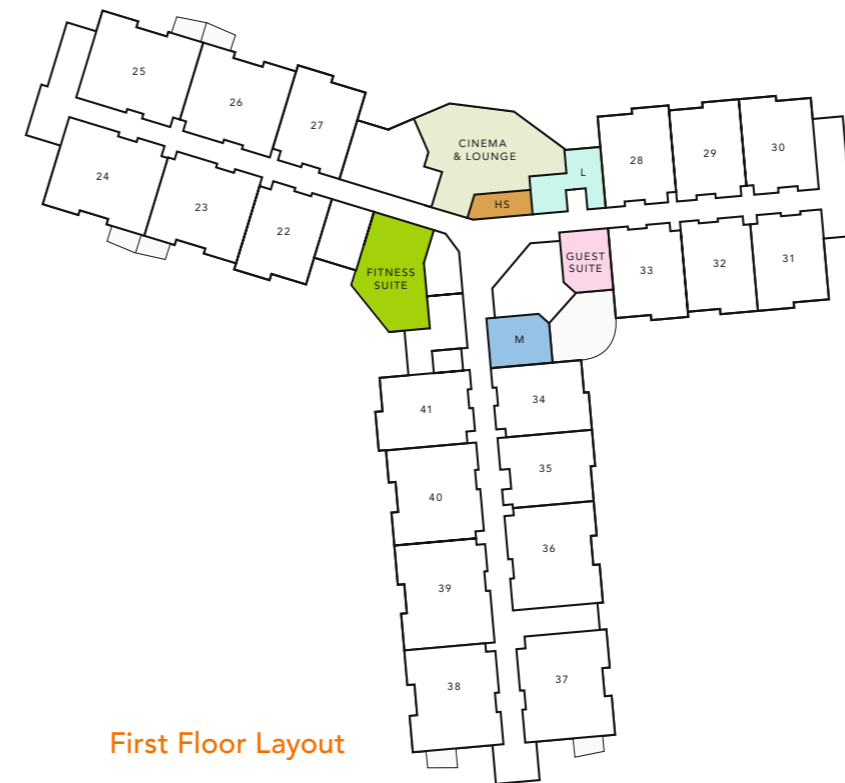 25
26
27
CINEMA
& LOUNGE
L
28
29
30
24
23
22
HS
FITNESS
SUITE
GUEST
SUITE
33
32
31
M
41
34
40
35
36
39
38
37
First Floor Layout